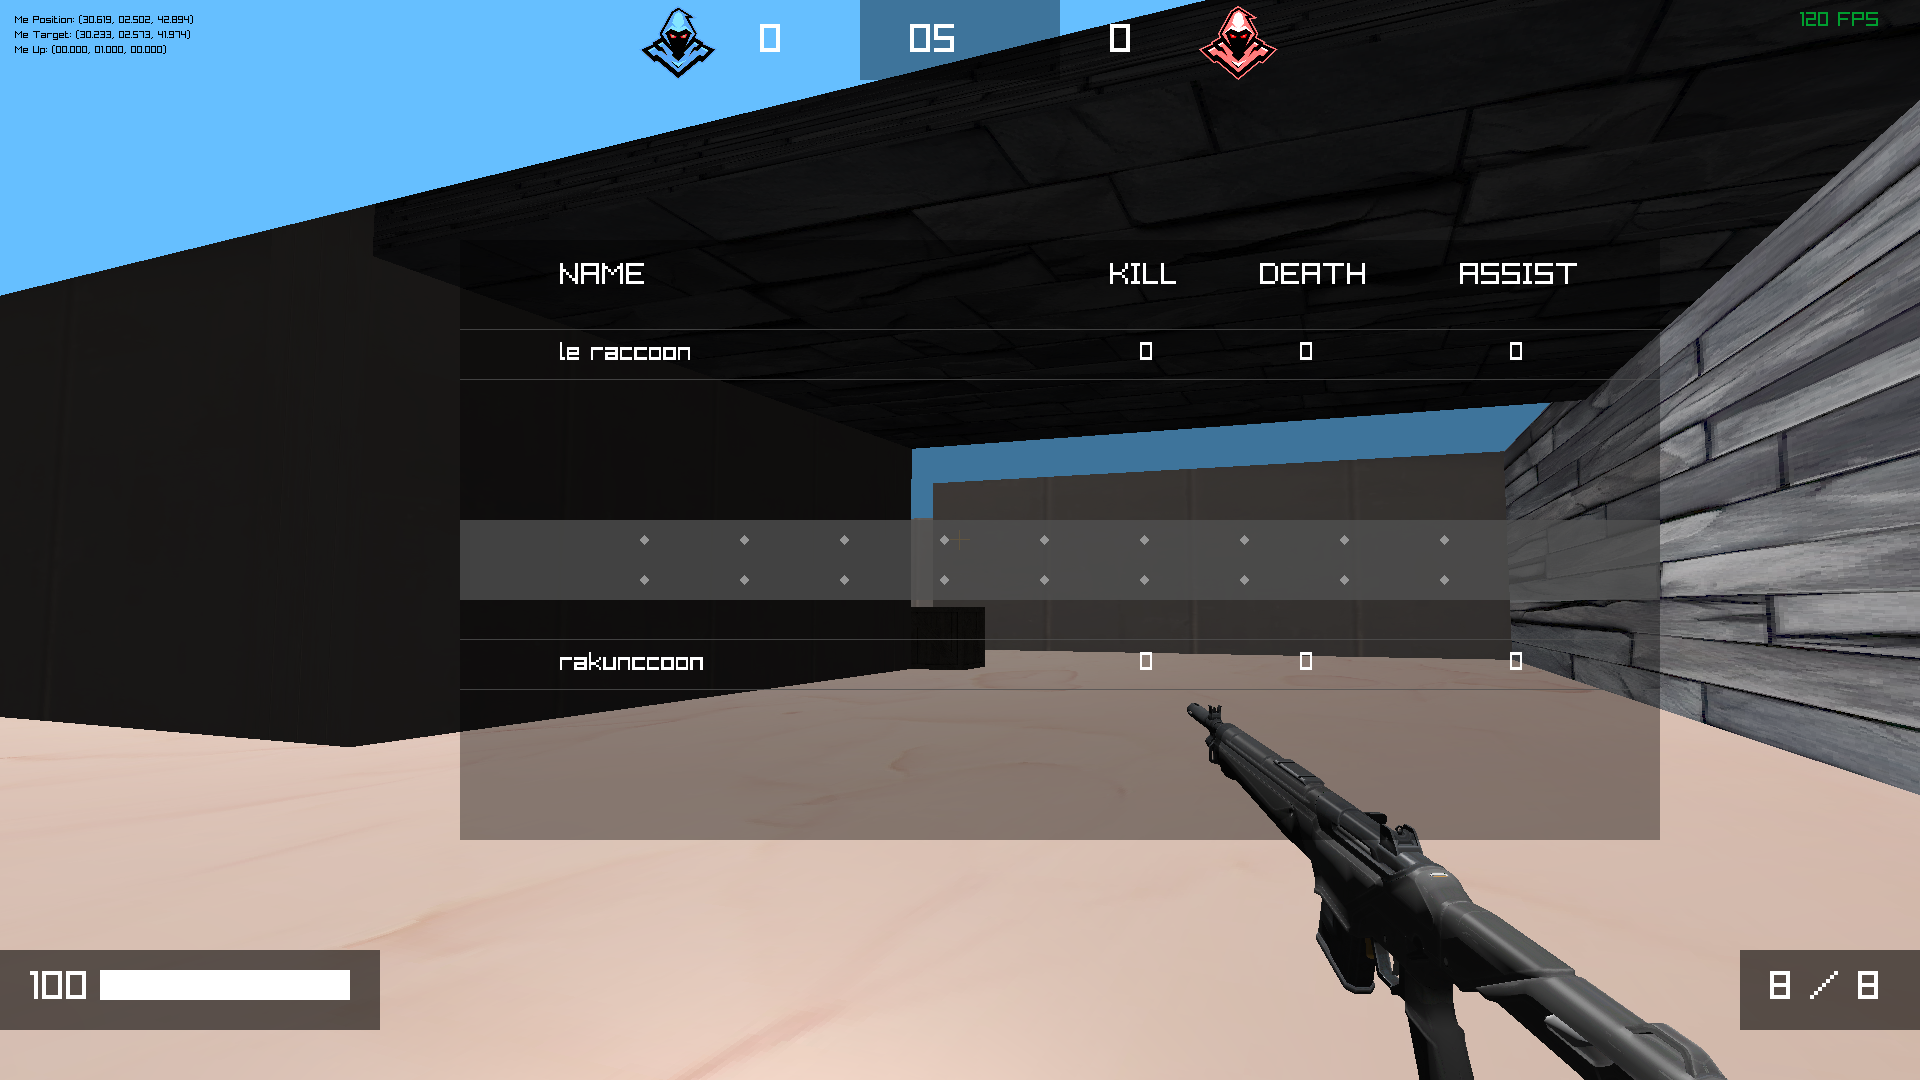 Me Position: (30.619, 02.502, 42.894)
Me Target: (30.233, 02.573, 41.974)
Me Up: (00.000, 01.000, 00.000)
0 05 0
120 FPS
NAME KILL DEATH ASSIST
le raccoon 0 0 0
rakunccoon 0 0 0
100
8 / 8